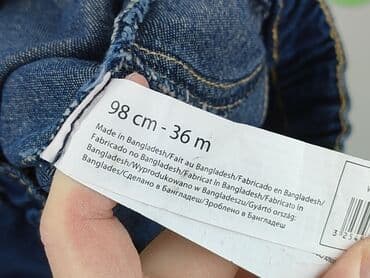 98 cm - 36 m
Made in Bangladesh/Fait au Bangladesh/Fabricado en Bangladesh/
Fabricado no Bangladesh/Fabricat în Bangladesh/Fabricato in
Bangladesh/Wyprodukowano w Bangladeszu/Gyártó ország:
Banglades/Сделано в Бангладеш/Зроблено в Бангладеш